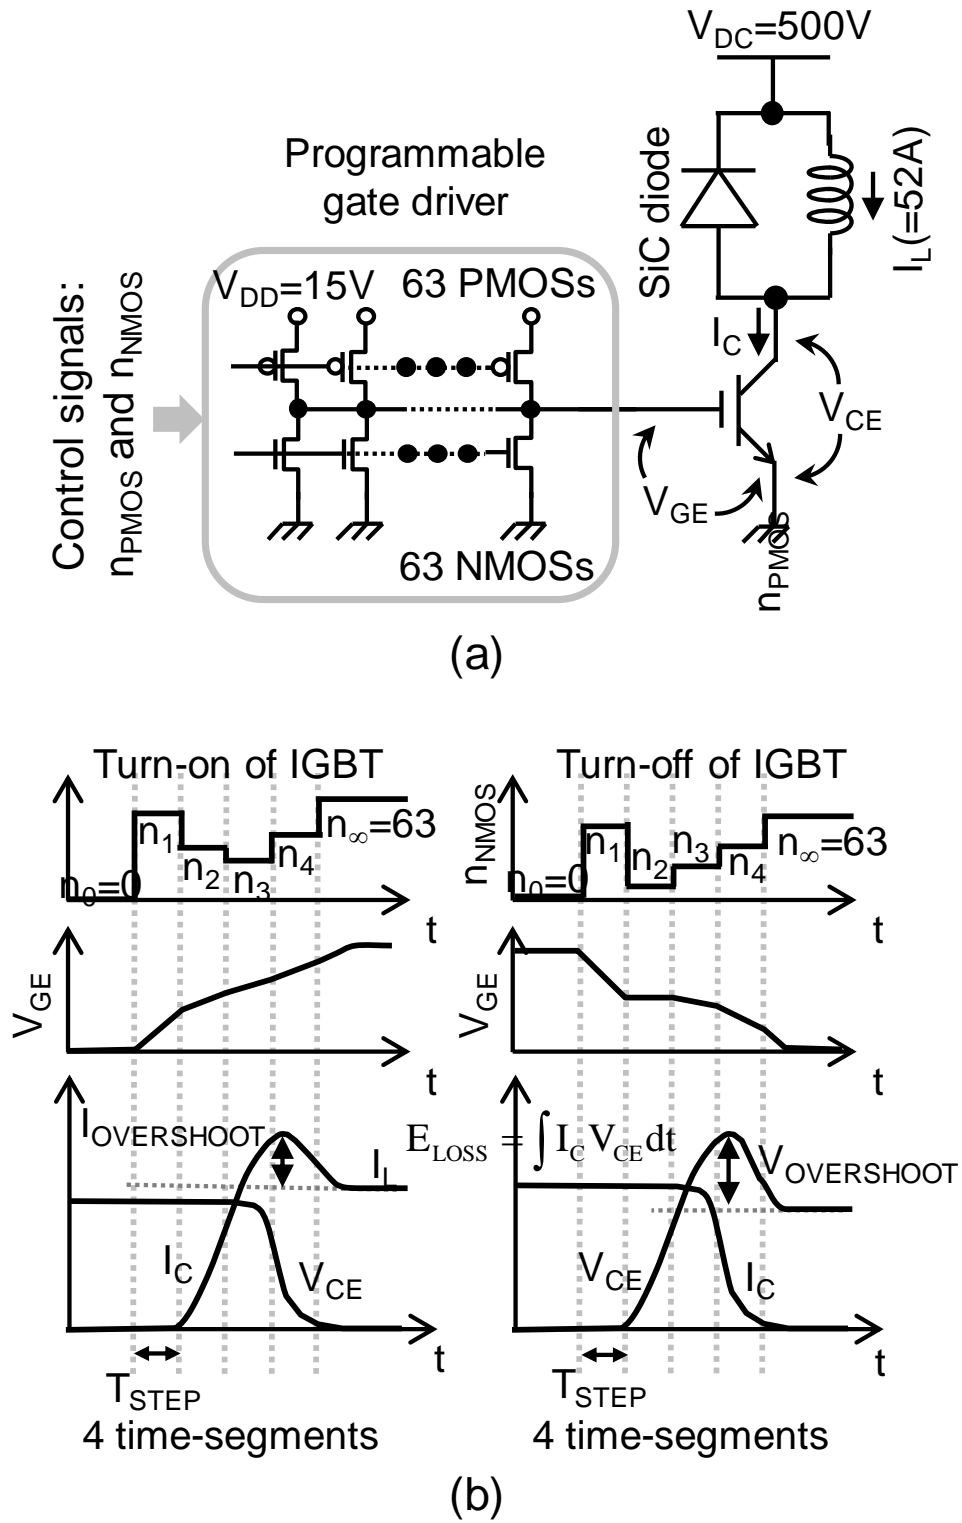 V_DC=500V
SiC diode
I_L(=52A)
Programmable
gate driver
V_DD=15V
63 PMOSs
I_C
Control signals:
n_PMOS and n_NMOS
V_CE
V_GE
63 NMOSs
n_PMOS
(a)
Turn-on of IGBT
n_0=0
n_1
n_2
n_3
n_4
n_∞=63
t
V_GE
t
I_OVERSHOOT
I_L
I_C
V_CE
t
T_STEP
4 time-segments
Turn-off of IGBT
n_NMOS
n_0=0
n_1
n_2
n_3
n_4
n_∞=63
t
V_GE
t
E_LOSS = ∫ I_C V_CE dt
V_OVERSHOOT
V_CE
I_C
t
T_STEP
4 time-segments
(b)